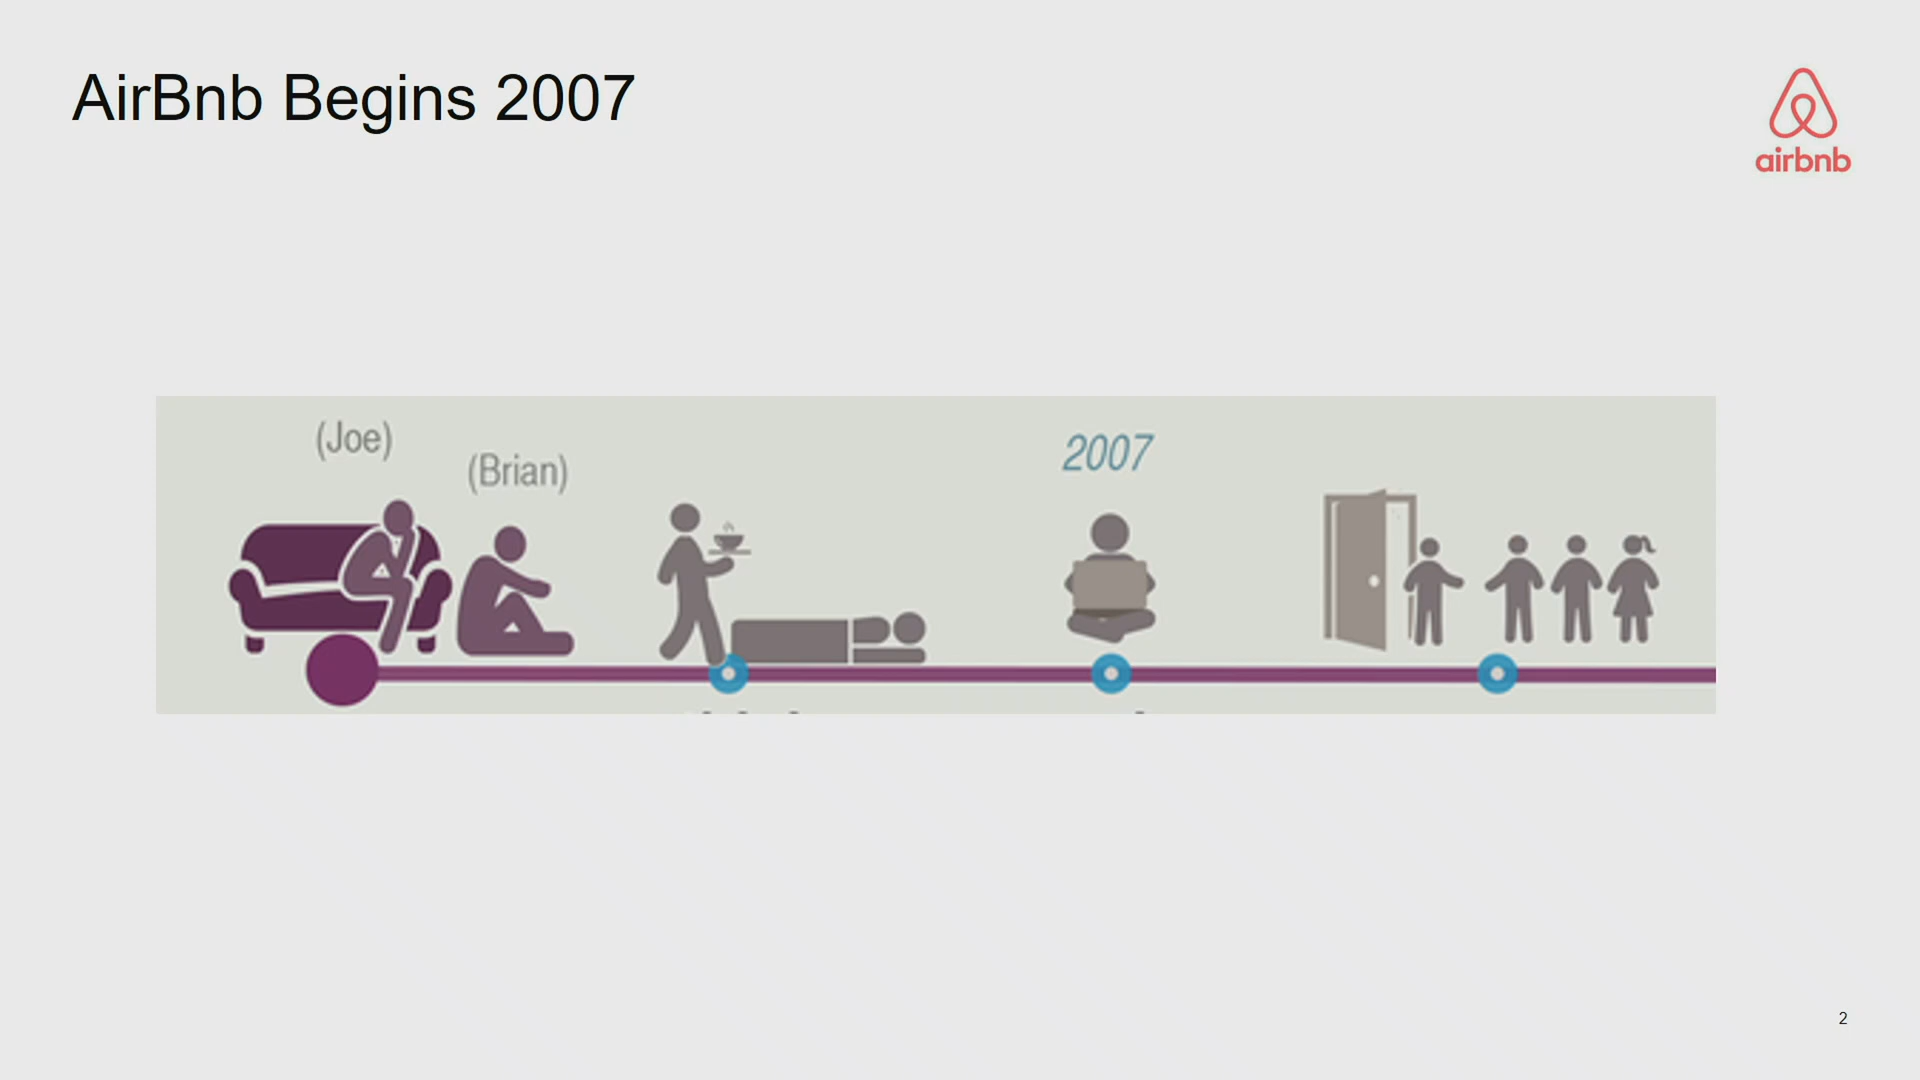 AirBnb Begins 2007
airbnb
(Joe)
(Brian)
2007
2